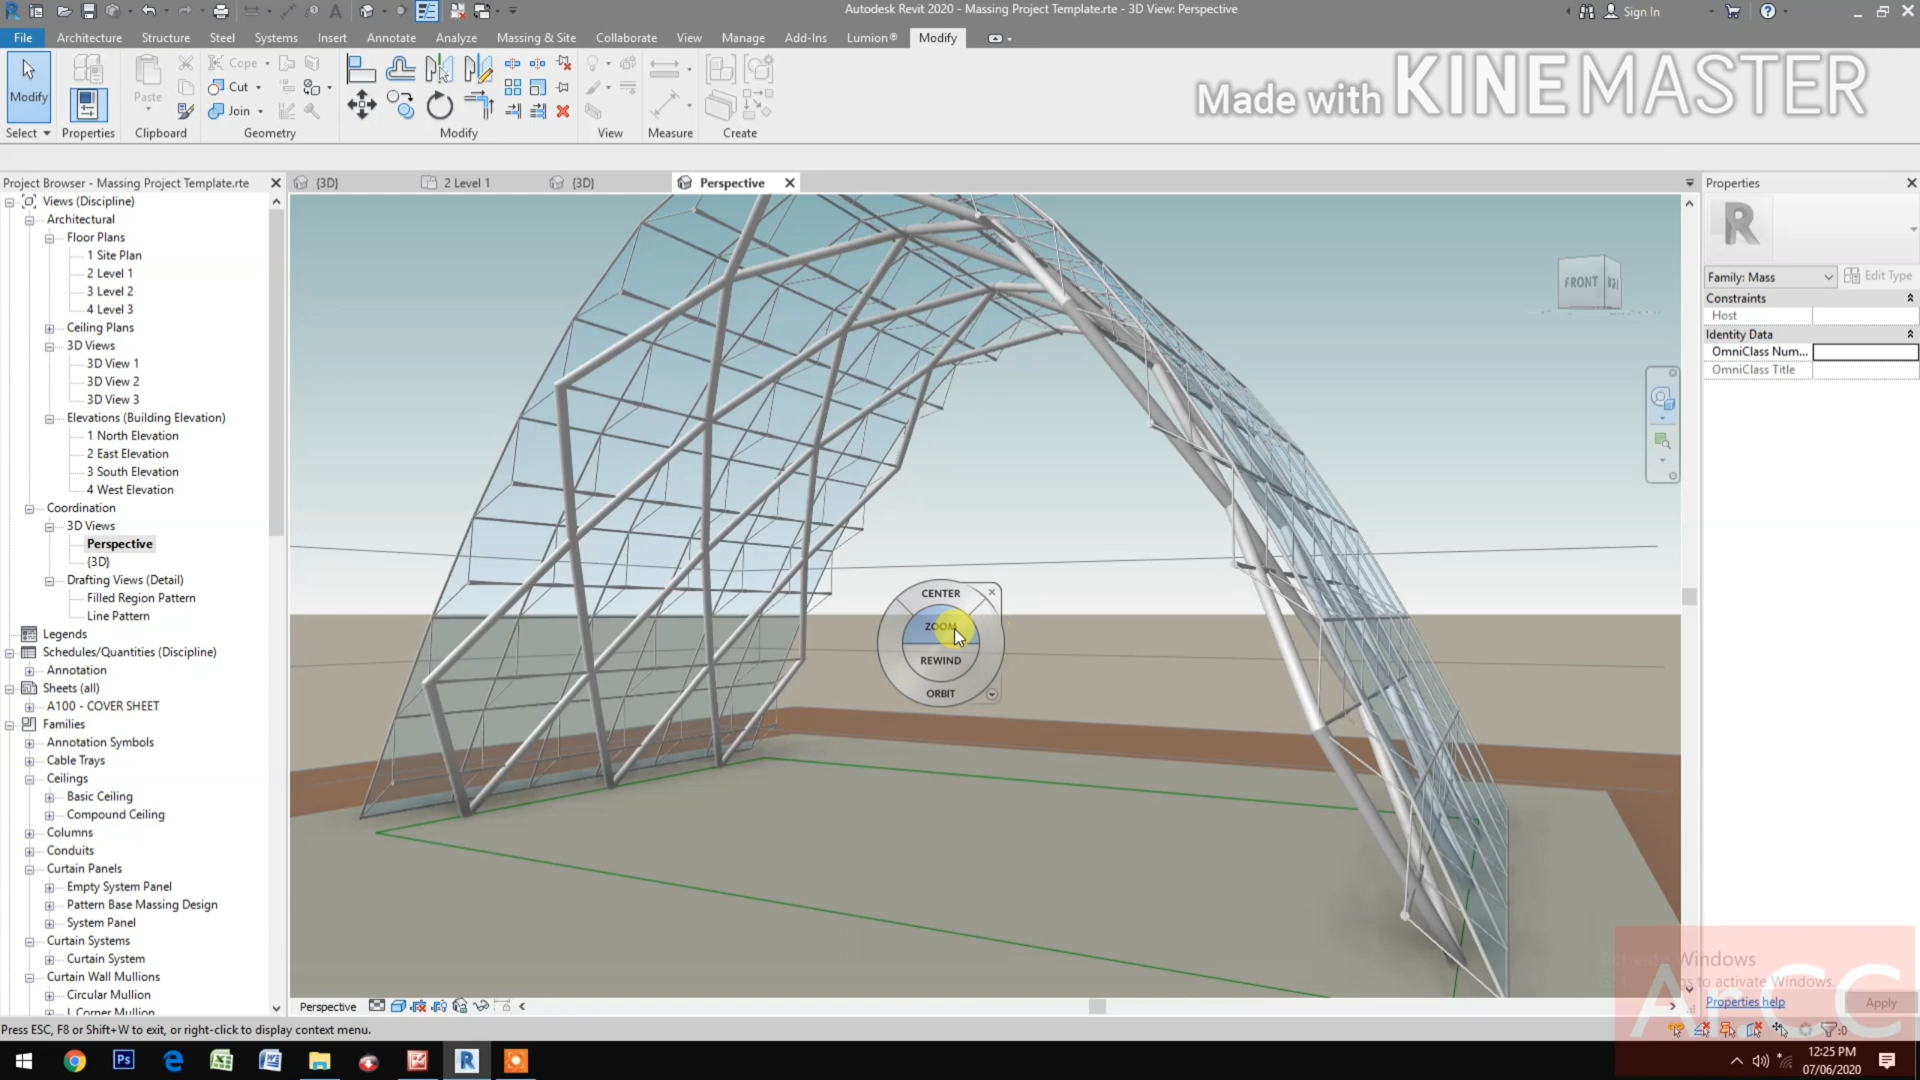 Autodesk Revit 2020 - Massing Project Template.rte - 3D View: Perspective
Sign In
File
Architecture
Structure
Steel
Systems
Insert
Annotate
Analyze
Massing & Site
Collaborate
View
Manage
Add-Ins
Lumion®
Modify
Made with KINEMASTER
Modify
Paste
Cope
Cut
Join
Select
Properties
Clipboard
Geometry
Modify
View
Measure
Create
Project Browser - Massing Project Template.rte
{3D}
2 Level 1
{3D}
Perspective
Properties
Views (Discipline)
Architectural
Floor Plans
1 Site Plan
2 Level 1
3 Level 2
4 Level 3
Ceiling Plans
3D Views
3D View 1
3D View 2
3D View 3
Elevations (Building Elevation)
1 North Elevation
2 East Elevation
3 South Elevation
4 West Elevation
Coordination
3D Views
Perspective
{3D}
Drafting Views (Detail)
Filled Region Pattern
Line Pattern
Legends
Schedules/Quantities (Discipline)
Annotation
Sheets (all)
A100 - COVER SHEET
Families
Annotation Symbols
Cable Trays
Ceilings
Basic Ceiling
Compound Ceiling
Columns
Conduits
Curtain Panels
Empty System Panel
Pattern Base Massing Design
System Panel
Curtain Systems
Curtain System
Curtain Wall Mullions
Circular Mullion
L Corner Mullion
FRONT
CENTER
ZOOM
REWIND
ORBIT
R
Family: Mass
Edit Type
Constraints
Host
Identity Data
OmniClass Num...
OmniClass Title
Windows
to activate Windows.
ArCC
Properties help
Apply
Perspective
Press ESC, F8 or Shift+W to exit, or right-click to display context menu.
:0
12:25 PM
07/06/2020